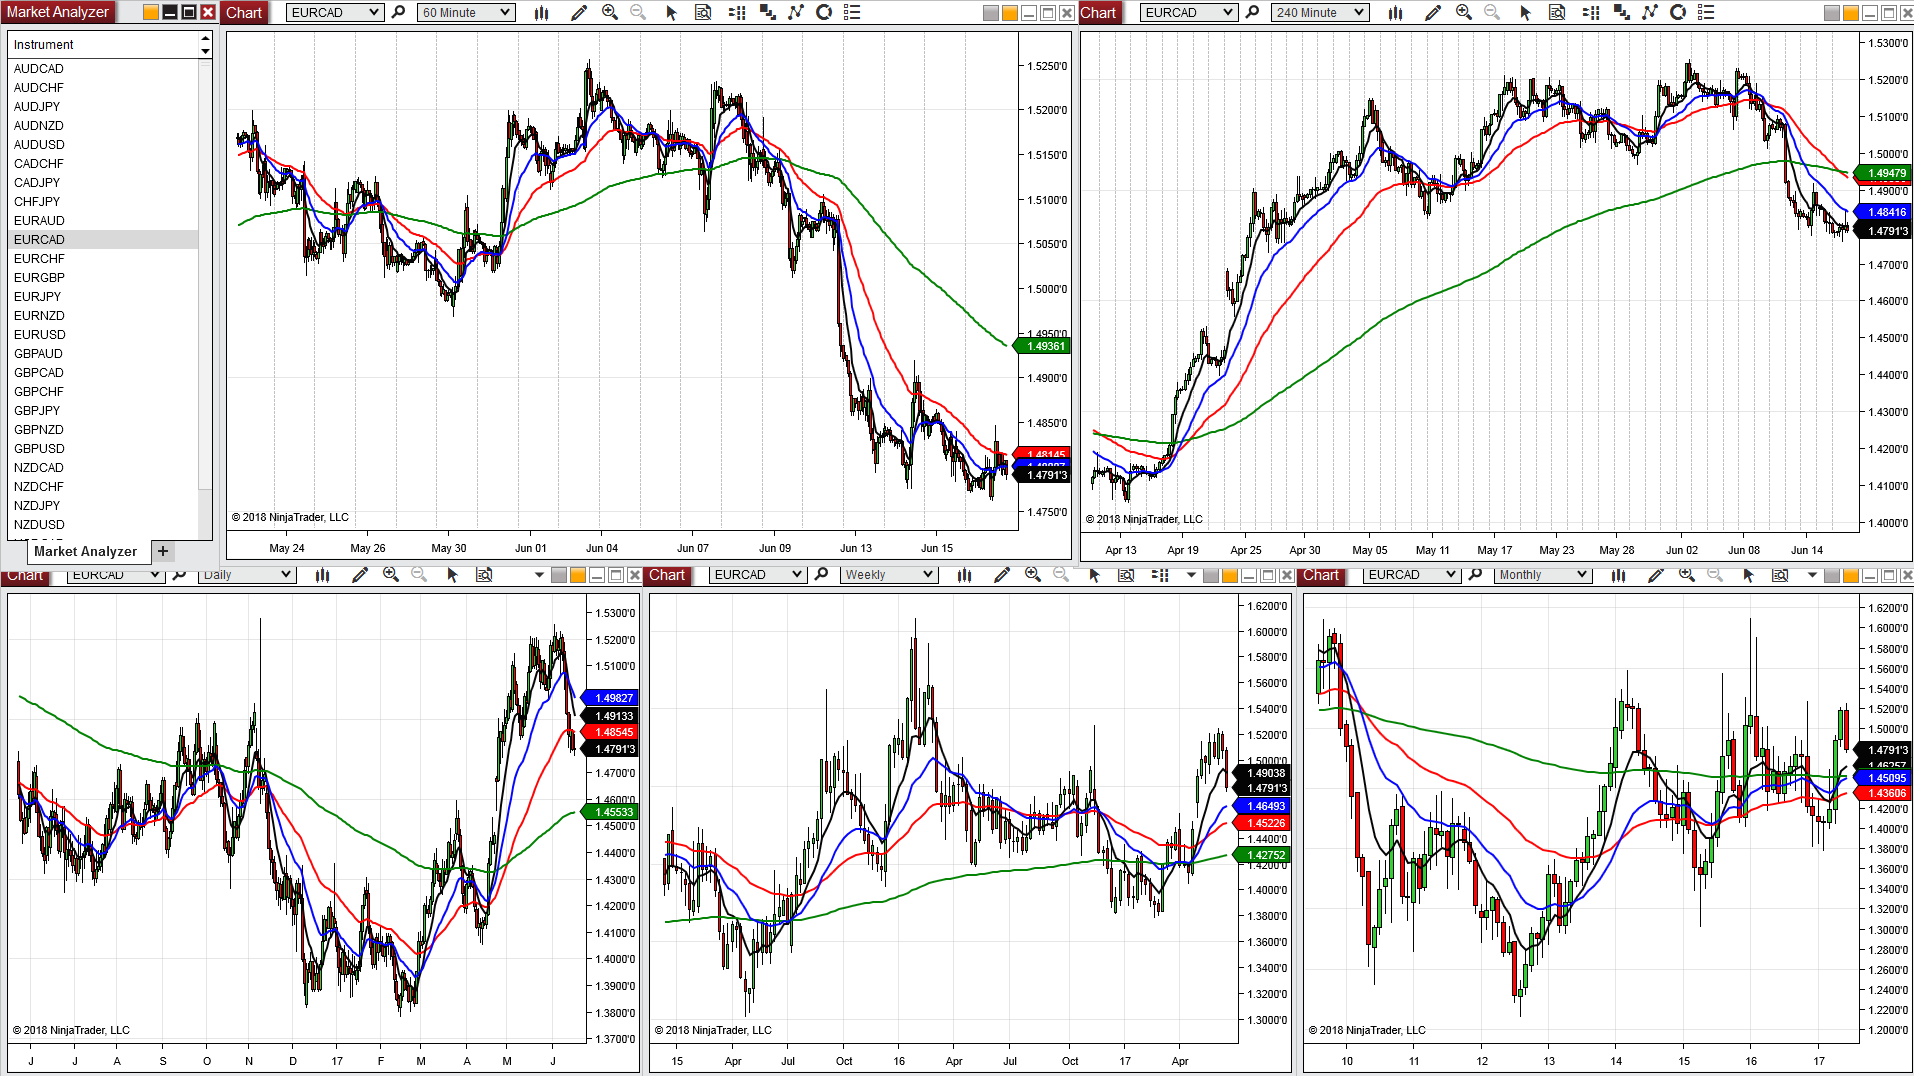 Market Analyzer
Instrument
AUDCAD
AUDCHF
AUDJPY
AUDNZD
AUDUSD
CADCHF
CADJPY
CHFJPY
EURAUD
EURCAD
EURCHF
EURGBP
EURJPY
EURNZD
EURUSD
GBPAUD
GBPCAD
GBPCHF
GBPJPY
GBPNZD
GBPUSD
NZDCAD
NZDCHF
NZDJPY
NZDUSD
Market Analyzer +
Chart EURCAD 60 Minute
1.5250'0
1.5200'0
1.5150'0
1.5100'0
1.5050'0
1.5000'0
1.4950'0
1.49361
1.4900'0
1.4850'0
1.48145
1.4791'3
1.4750'0
© 2018 NinjaTrader, LLC
May 24 May 26 May 30 Jun 01 Jun 04 Jun 07 Jun 09 Jun 13 Jun 15
Chart EURCAD 240 Minute
1.5300'0
1.5200'0
1.5100'0
1.5000'0
1.49479
1.4900'0
1.48416
1.4791'3
1.4700'0
1.4600'0
1.4500'0
1.4400'0
1.4300'0
1.4200'0
1.4100'0
1.4000'0
© 2018 NinjaTrader, LLC
Apr 13 Apr 19 Apr 25 Apr 30 May 05 May 11 May 17 May 23 May 28 Jun 02 Jun 08 Jun 14
Chart EURCAD Daily
1.5300'0
1.5200'0
1.5100'0
1.49827
1.49133
1.48545
1.4791'3
1.4700'0
1.4600'0
1.45533
1.4500'0
1.4400'0
1.4300'0
1.4200'0
1.4100'0
1.4000'0
1.3900'0
1.3800'0
1.3700'0
© 2018 NinjaTrader, LLC
J J A S O N D 17 F M A M J
Chart EURCAD Weekly
1.6200'0
1.6000'0
1.5800'0
1.5600'0
1.5400'0
1.5200'0
1.5000'0
1.49038
1.4791'3
1.46493
1.45226
1.4400'0
1.42752
1.4200'0
1.4000'0
1.3800'0
1.3600'0
1.3400'0
1.3200'0
1.3000'0
© 2018 NinjaTrader, LLC
15 Apr Jul Oct 16 Apr Jul Oct 17 Apr
Chart EURCAD Monthly
1.6200'0
1.6000'0
1.5800'0
1.5600'0
1.5400'0
1.5200'0
1.5000'0
1.4791'3
1.46257
1.45095
1.43606
1.4200'0
1.4000'0
1.3800'0
1.3600'0
1.3400'0
1.3200'0
1.3000'0
1.2800'0
1.2600'0
1.2400'0
1.2200'0
1.2000'0
© 2018 NinjaTrader, LLC
10 11 12 13 14 15 16 17